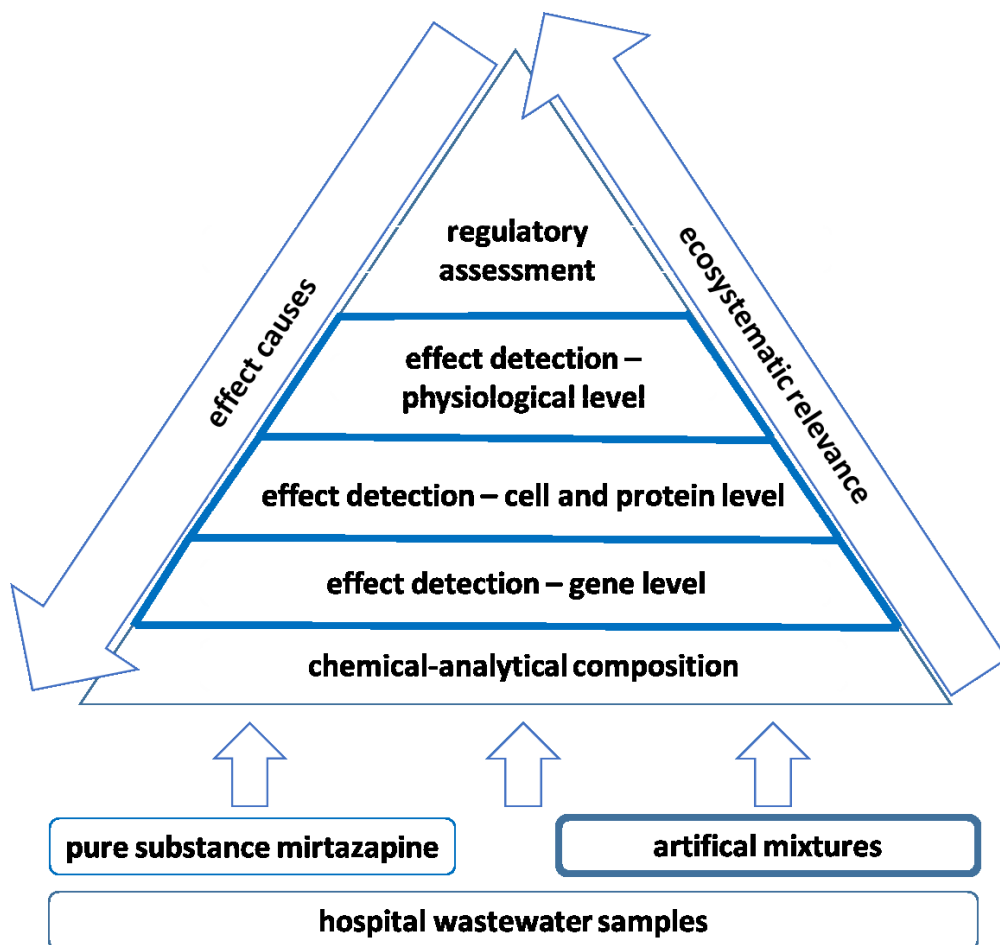 regulatory
assessment
effect causes
ecosystematic relevance
effect detection –
physiological level
effect detection – cell and protein level
effect detection – gene level
chemical-analytical composition
pure substance mirtazapine
artifical mixtures
hospital wastewater samples